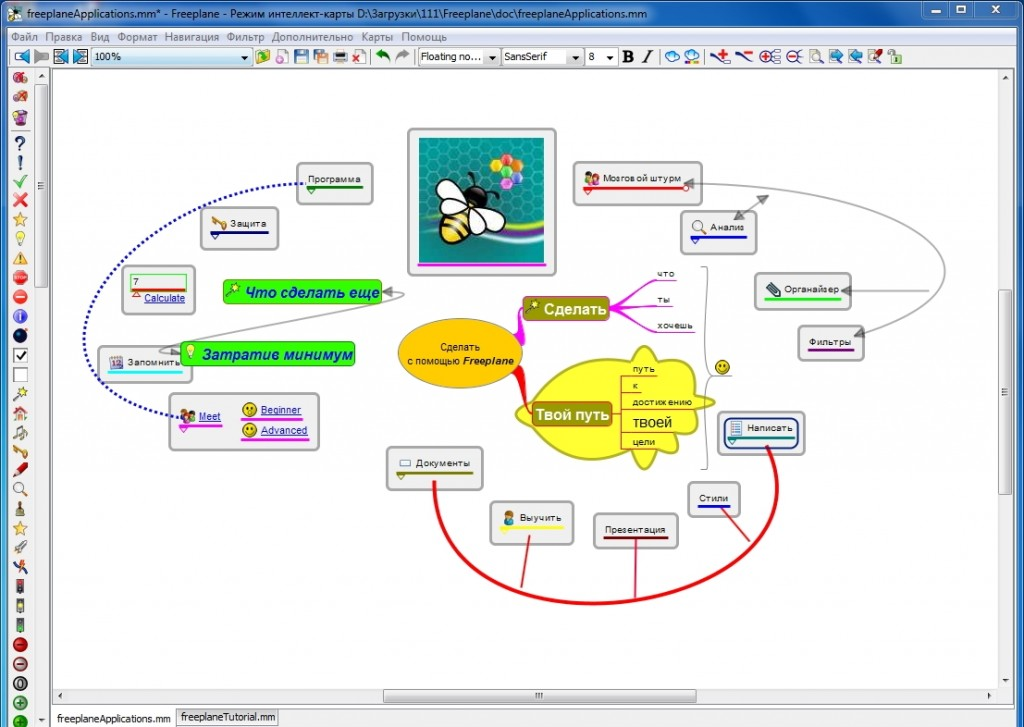 freeplaneApplications.mm* - Freeplane - Режим интеллект-карты D:\Загрузки\111\Freeplane\doc\freeplaneApplications.mm
Файл Правка Вид Формат Навигация Фильтр Дополнительно Карты Помощь
100%
Floating no...
SansSerif
8
B
I
Программа
Мозговой штурм
Защита
Анализ
7
Calculate
Что сделать еще
что
ты
хочешь
Сделать
Органайзер
Фильтры
Запомнить
Затратив минимум
Сделать
с помощью Freeplane
Meet
Beginner
Advanced
Твой путь
путь
к
достижению
твоей
цели
Написать
Документы
Выучить
Презентация
Стили
freeplaneApplications.mm
freeplaneTutorial.mm